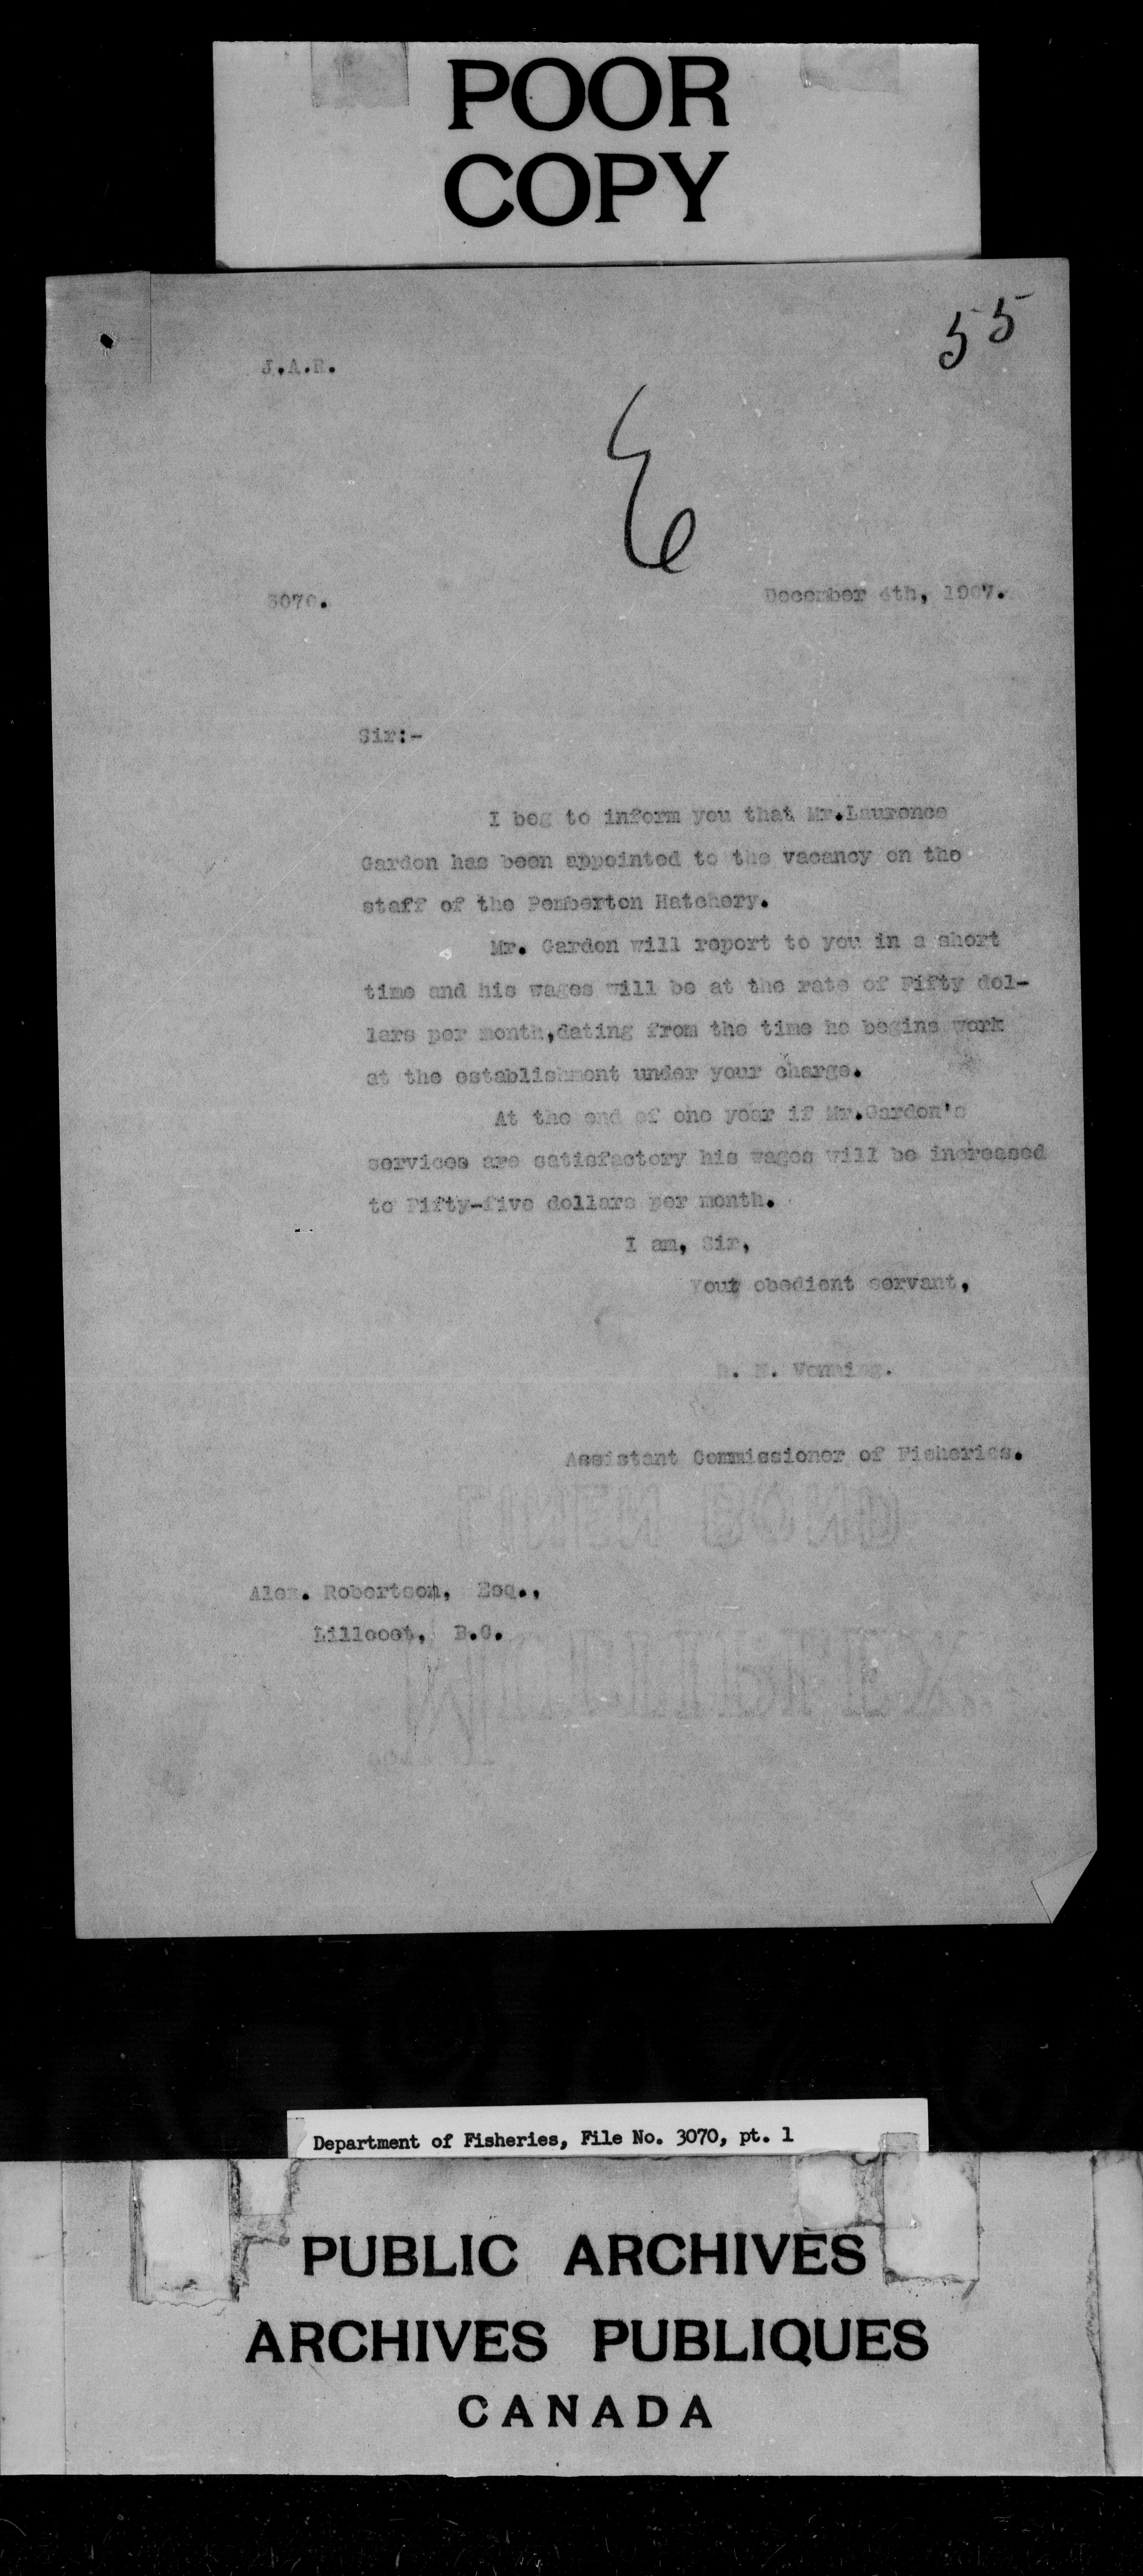 POOR
COPY
55
J.A.R.
E
3070.
December 4th, 1907.
Sir:-
I beg to inform you that Mr.Laurence
Gardon has been appointed to the vacancy on the
staff of the Pemberton Hatchery.
Mr. Gardon will report to you in a short
time and his wages will be at the rate of Fifty dol-
lars per month,dating from the time he begins work
at the establishment under your charge.
At the end of one year if Mr.Gardon's
services are satisfactory his wages will be increased
to Fifty-five dollars per month.
I am, Sir,
Your obedient servant,
R. N. Venning.
Assistant Commissioner of Fisheries.
LINEN BOND
Alex. Robertson, Esq.,
Lillooet, B.C.
Department of Fisheries, File No. 3070, pt. 1
PUBLIC ARCHIVES
ARCHIVES PUBLIQUES
CANADA